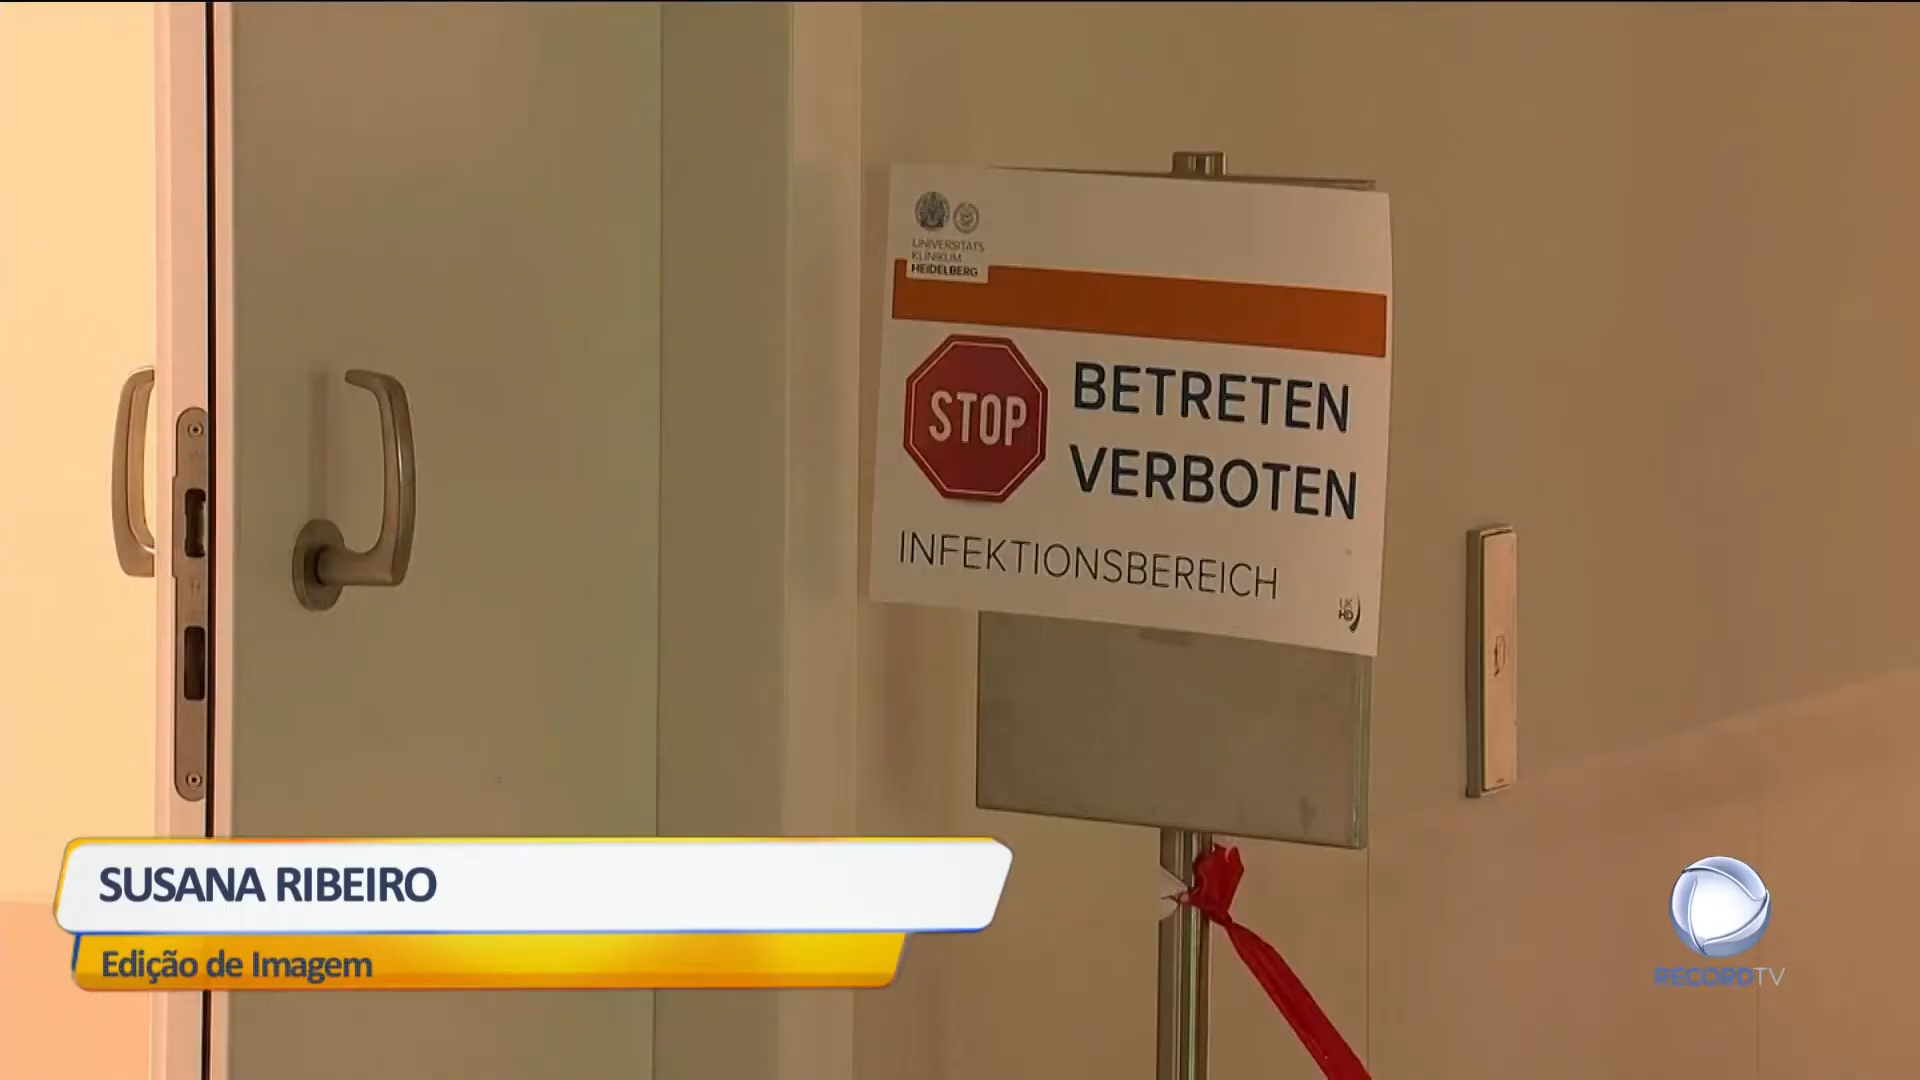 UNIVERSITÄTS
KLINIKUM
HEIDELBERG
STOP
BETRETEN
VERBOTEN
INFEKTIONSBEREICH
UK
HD
SUSANA RIBEIRO
Edição de Imagem
RECORDTV